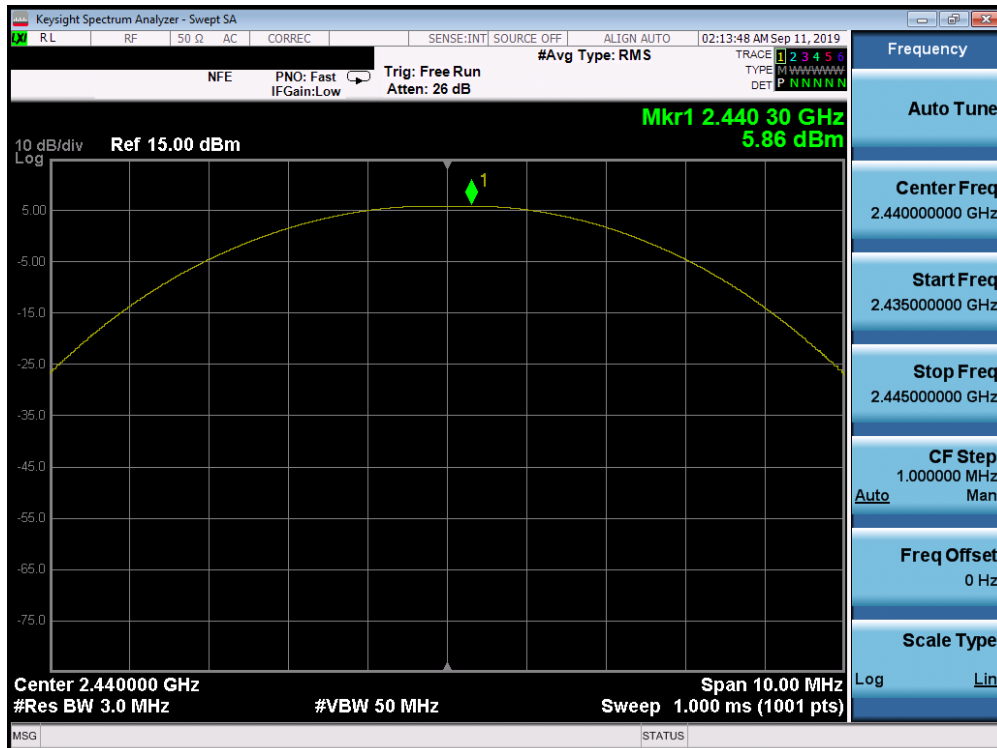 Keysight Spectrum Analyzer - Swept SA
LXI RL RF 50 Ω AC CORREC SENSE:INT SOURCE OFF ALIGN AUTO 02:13:48 AM Sep 11, 2019
#Avg Type: RMS
TRACE 1 2 3 4 5 6
TYPE M W W W W W
DET P N N N N N
NFE PNO: Fast Trig: Free Run
IFGain:Low Atten: 26 dB
Mkr1 2.440 30 GHz
5.86 dBm
10 dB/div Ref 15.00 dBm
Log
1
5.00
-5.00
-15.0
-25.0
-35.0
-45.0
-55.0
-65.0
-75.0
Center 2.440000 GHz Span 10.00 MHz
#Res BW 3.0 MHz #VBW 50 MHz Sweep 1.000 ms (1001 pts)
MSG STATUS
Frequency
Auto Tune
Center Freq
2.440000000 GHz
Start Freq
2.435000000 GHz
Stop Freq
2.445000000 GHz
CF Step
1.000000 MHz
Auto Man
Freq Offset
0 Hz
Scale Type
Log Lin